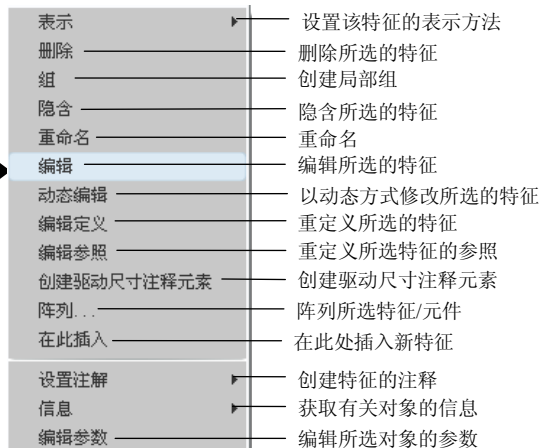 表示 设置该特征的表示方法
删除 删除所选的特征
组 创建局部组
隐含 隐含所选的特征
重命名 重命名
编辑 编辑所选的特征
动态编辑 以动态方式修改所选的特征
编辑定义 重定义所选的特征
编辑参照 重定义所选特征的参照
创建驱动尺寸注释元素 创建驱动尺寸注释元素
阵列... 阵列所选特征/元件
在此插入 在此处插入新特征
设置注解 创建特征的注释
信息 获取有关对象的信息
编辑参数 编辑所选对象的参数